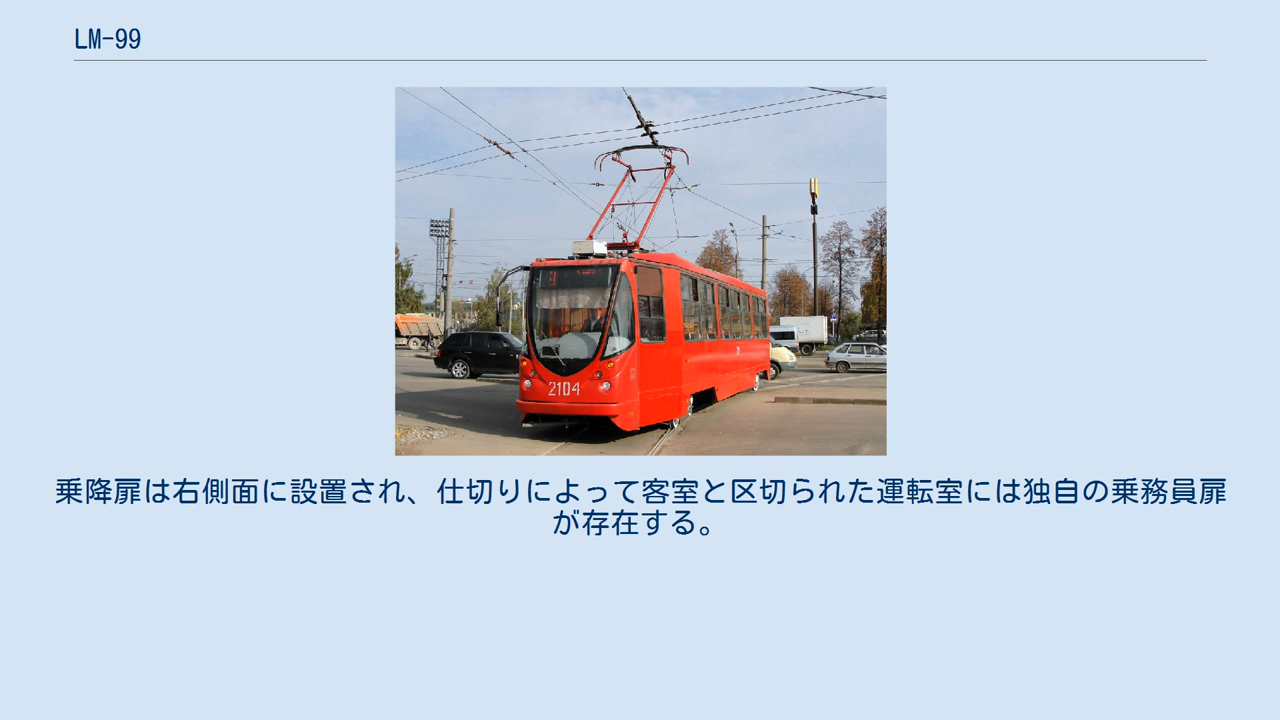 LM-99
2104
乗降扉は右側面に設置され、仕切りによって客室と区切られた運転室には独自の乗務員扉
が存在する。